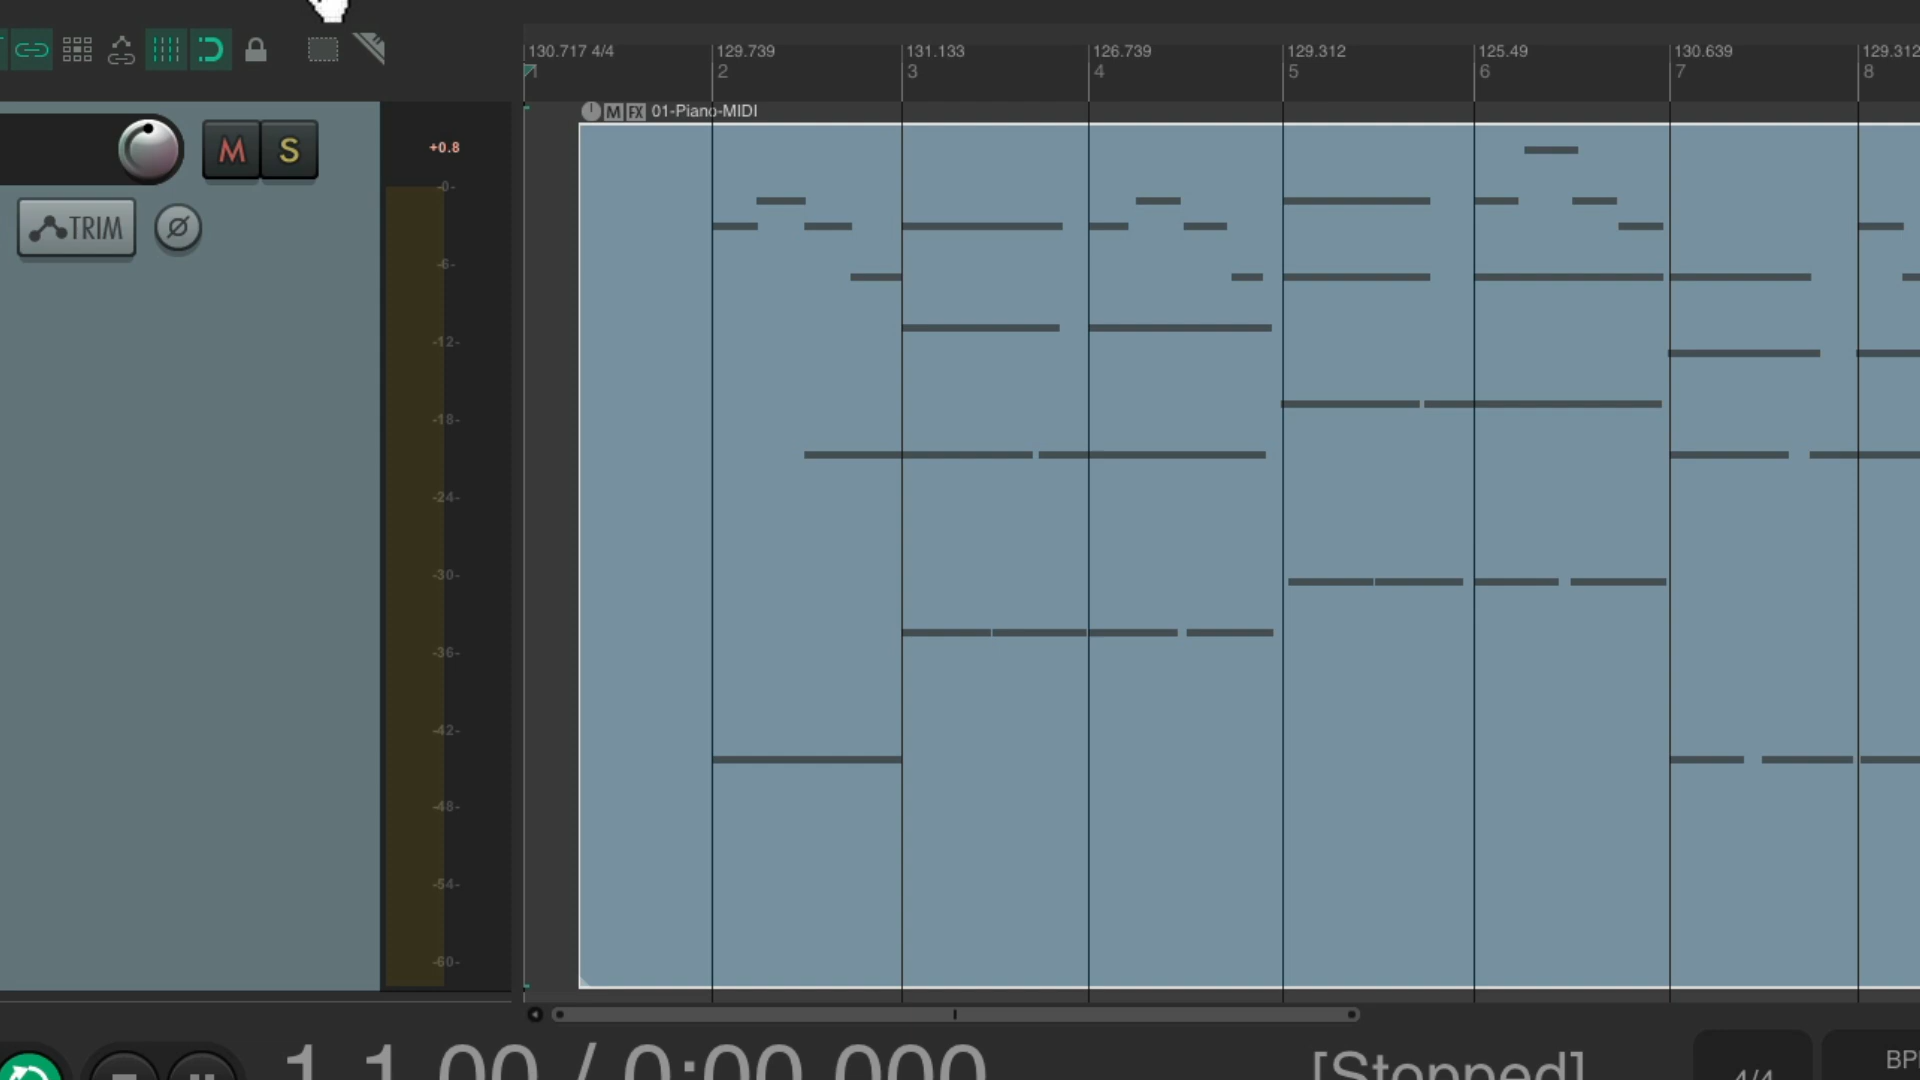 130.717 4/4 129.739 131.133 126.739 129.312 125.49 130.639 129.312
1 2 3 4 5 6 7 8
M FX 01-Piano-MIDI
M S
TRIM
+0.8
-0-
-6-
-12-
-18-
-24-
-30-
-36-
-42-
-48-
-54-
-60-
1.1.00 / 0:00.000
[Stopped]
4/4